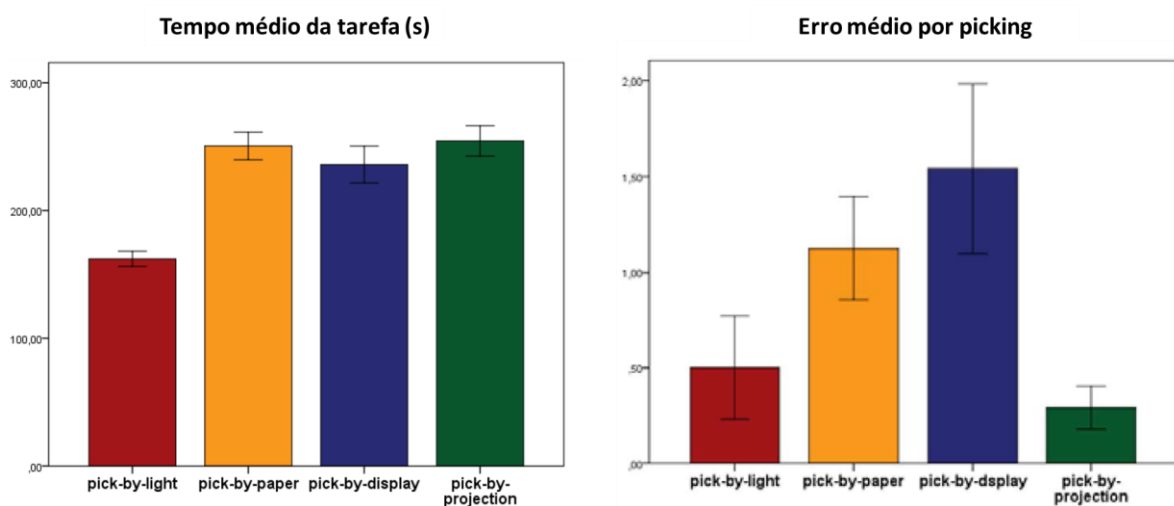 Tempo médio da tarefa (s)
300,00
200,00
100,00
,00
pick-by-light
pick-by-paper
pick-by-display
pick-by-
projection
Erro médio por picking
2,00
1,50
1,00
,50
,00
pick-by-light
pick-by-paper
pick-by-dsplay
pick-by-
projection